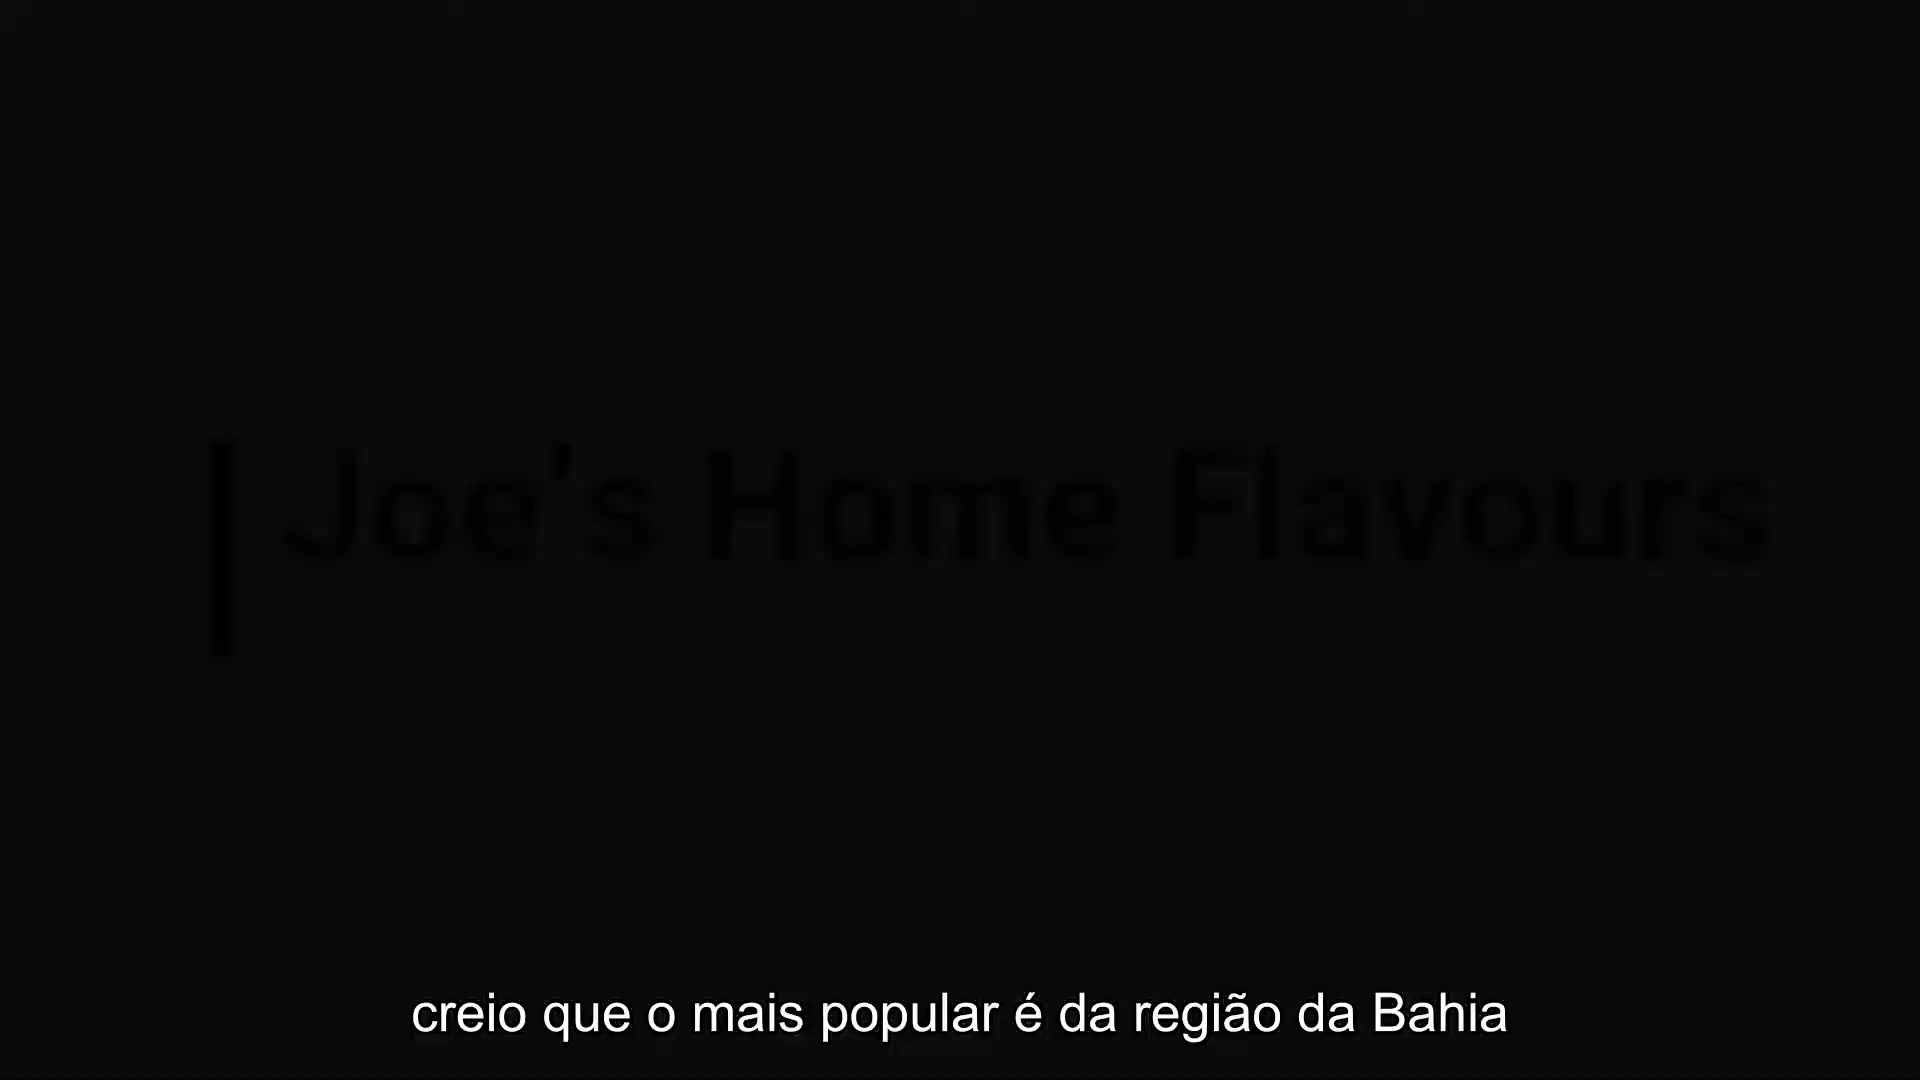 Joe's Home Flavours
creio que o mais popular é da região da Bahia